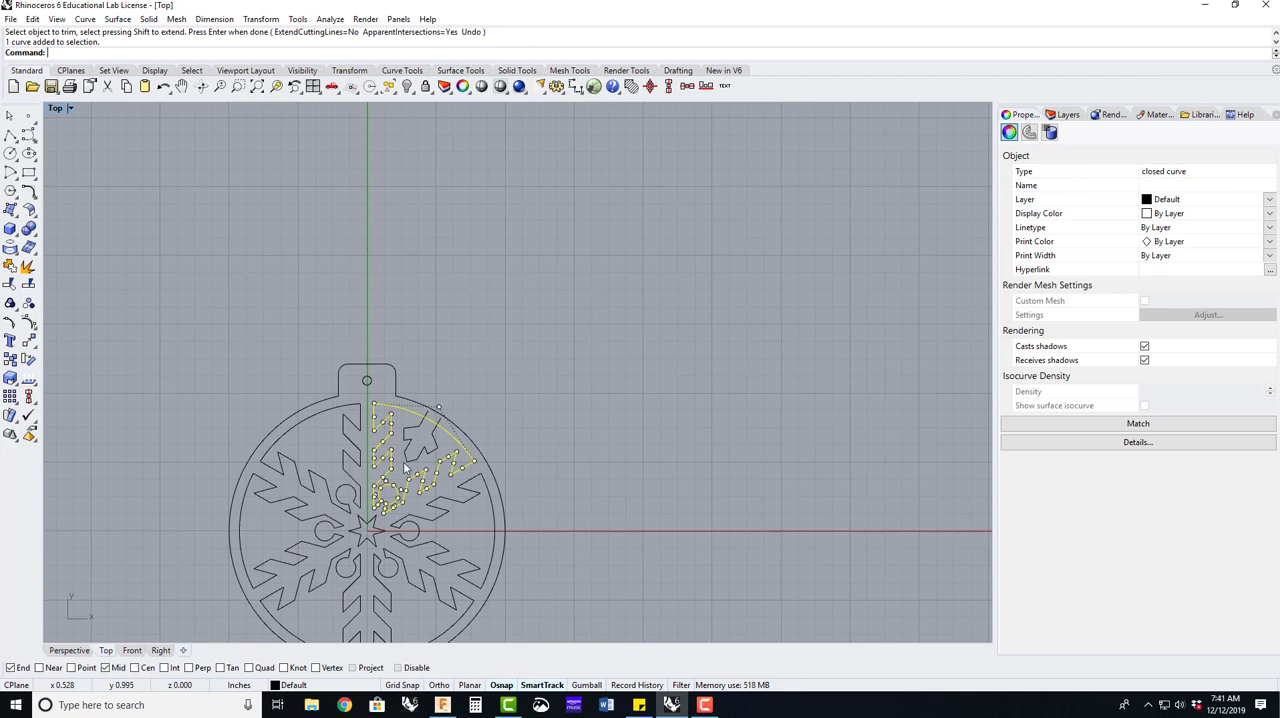 Rhinoceros 6 Educational Lab License - [Top]
File Edit View Curve Surface Solid Mesh Dimension Transform Tools Analyze Render Panels Help
Select object to trim, select pressing Shift to extend. Press Enter when done ( ExtendCuttingLines=No ApparentIntersections=Yes Undo )
1 curve added to selection.
Command:
Standard CPlanes Set View Display Select Viewport Layout Visibility Transform Curve Tools Surface Tools Solid Tools Mesh Tools Render Tools Drafting New in V6
TEXT
Top
Prope... Layers Rend... Mater... Librari... Help
Object
Type closed curve
Name
Layer Default
Display Color By Layer
Linetype By Layer
Print Color By Layer
Print Width By Layer
Hyperlink ...
Render Mesh Settings
Custom Mesh
Settings Adjust...
Rendering
Casts shadows
Receives shadows
Isocurve Density
Density
Show surface isocurve
Match
Details...
y
x
Perspective Top Front Right
End Near Point Mid Cen Int Perp Tan Quad Knot Vertex Project Disable
CPlane x 0.528 y 0.995 z 0.000 Inches Default Grid Snap Ortho Planar Osnap SmartTrack Gumball Record History Filter Memory use: 518 MB
Type here to search
7:41 AM
12/12/2019